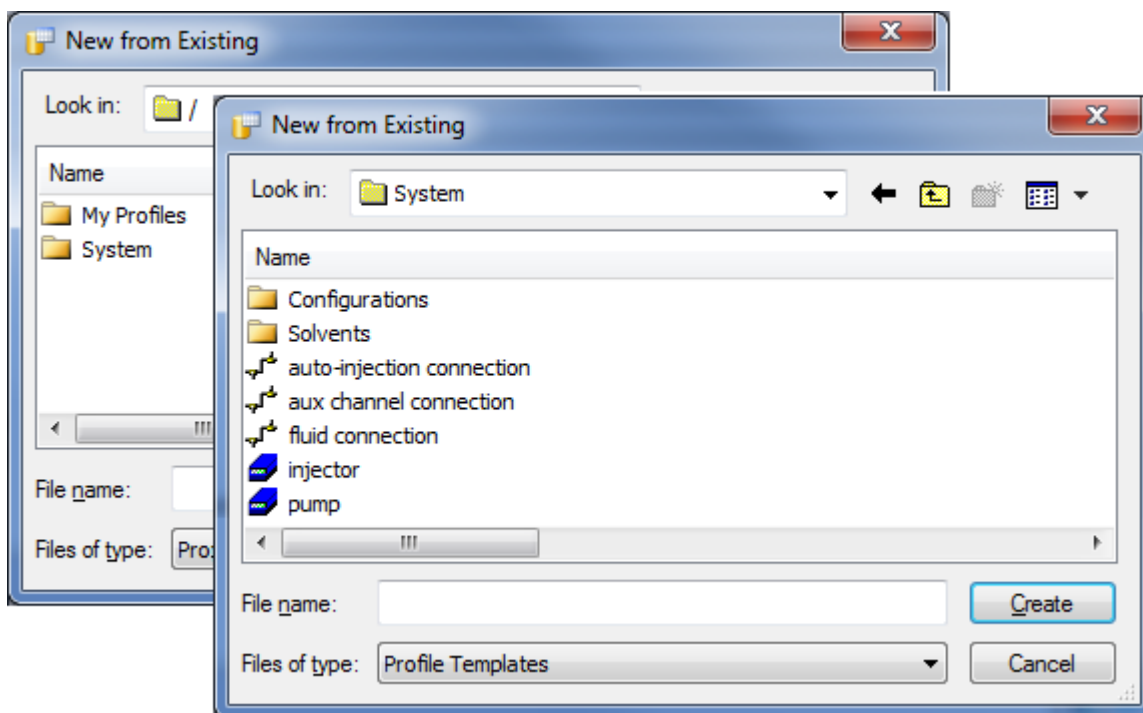 New from Existing
Look in: /
Name
My Profiles
System
File name:
Files of type:
New from Existing
Look in: System
Name
Configurations
Solvents
auto-injection connection
aux channel connection
fluid connection
injector
pump
File name: Create
Files of type: Profile Templates Cancel